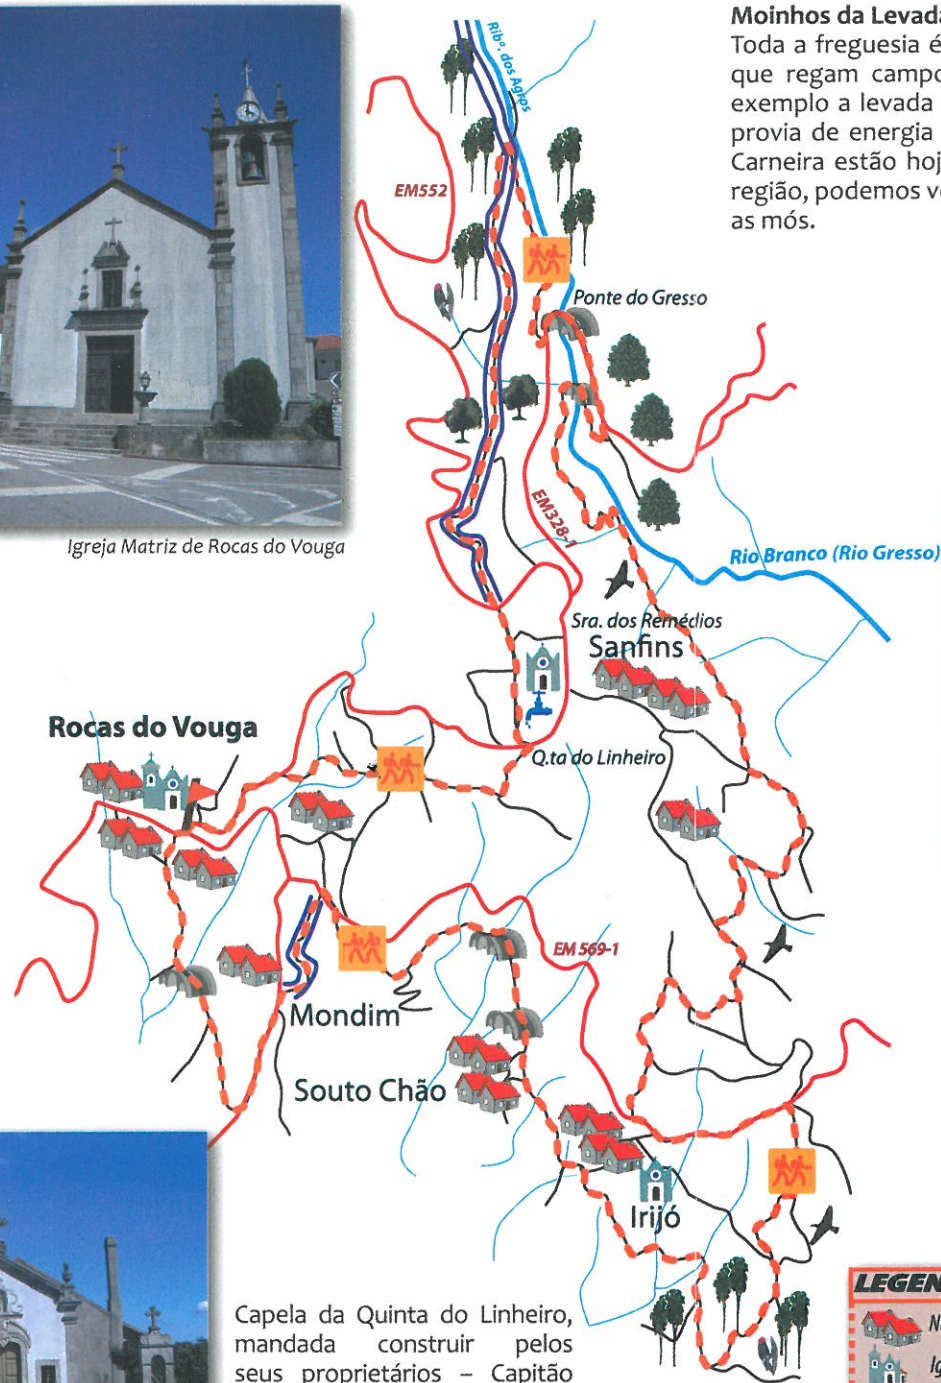 Moinhos da Levada
Toda a freguesia é
que regam campo
exemplo a levada
provia de energia
Carneira estão hoj
região, podemos ve
as mós.
Ribº. dos Agros
EM552
Ponte do Gresso
EM328-1
Igreja Matriz de Rocas do Vouga
Rio Branco (Rio Gresso)
Sra. dos Remédios
Sanfins
Rocas do Vouga
Q.ta do Linheiro
EM 569-1
Mondim
Souto Chão
Irijó
Capela da Quinta do Linheiro,
mandada construir pelos
seus proprietários – Capitão
LEGEN